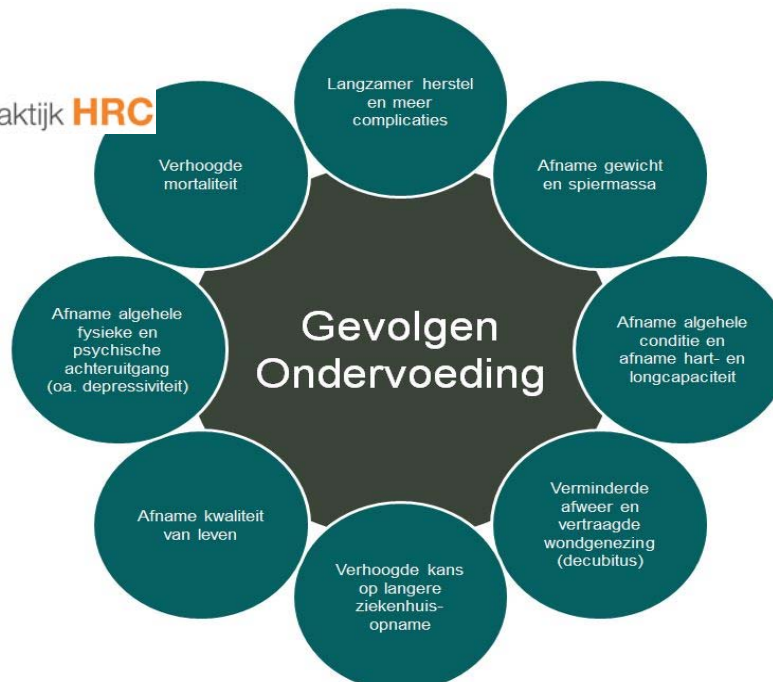 aktijk HRC
Langzamer herstel
en meer
complicaties
Afname gewicht
en spiermassa
Afname algehele
conditie en
afname hart- en
longcapaciteit
Verminderde
afweer en
vertraagde
wondgenezing
(decubitus)
Verhoogde kans
op langere
ziekenhuis-
opname
Afname kwaliteit
van leven
Afname algehele
fysieke en
psychische
achteruitgang
(oa. depressiviteit)
Verhoogde
mortaliteit
Gevolgen
Ondervoeding